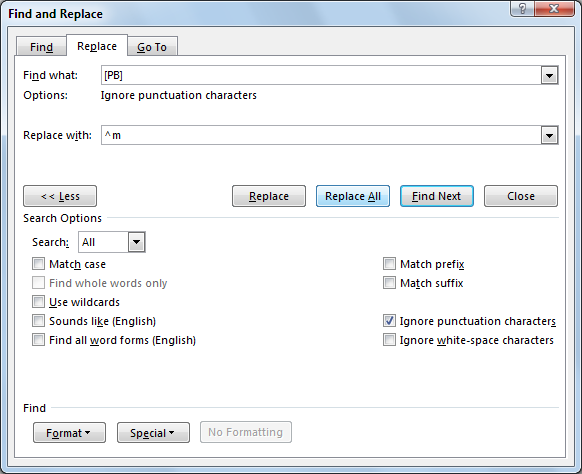 Find and Replace
Find Replace Go To
Find what: [PB]
Options: Ignore punctuation characters
Replace with: ^m
<< Less Replace Replace All Find Next Close
Search Options
Search: All
Match case Match prefix
Find whole words only Match suffix
Use wildcards
Sounds like (English) Ignore punctuation characters
Find all word forms (English) Ignore white-space characters
Find
Format Special No Formatting